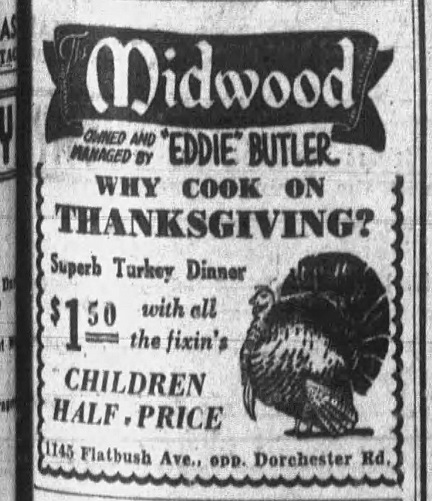 The Midwood
OWNED AND
MANAGED BY "EDDIE" BUTLER
WHY COOK ON
THANKSGIVING?
Superb Turkey Dinner
$1.50 with all
the fixin's
CHILDREN
HALF-PRICE
1145 Flatbush Ave., opp. Dorchester Rd.